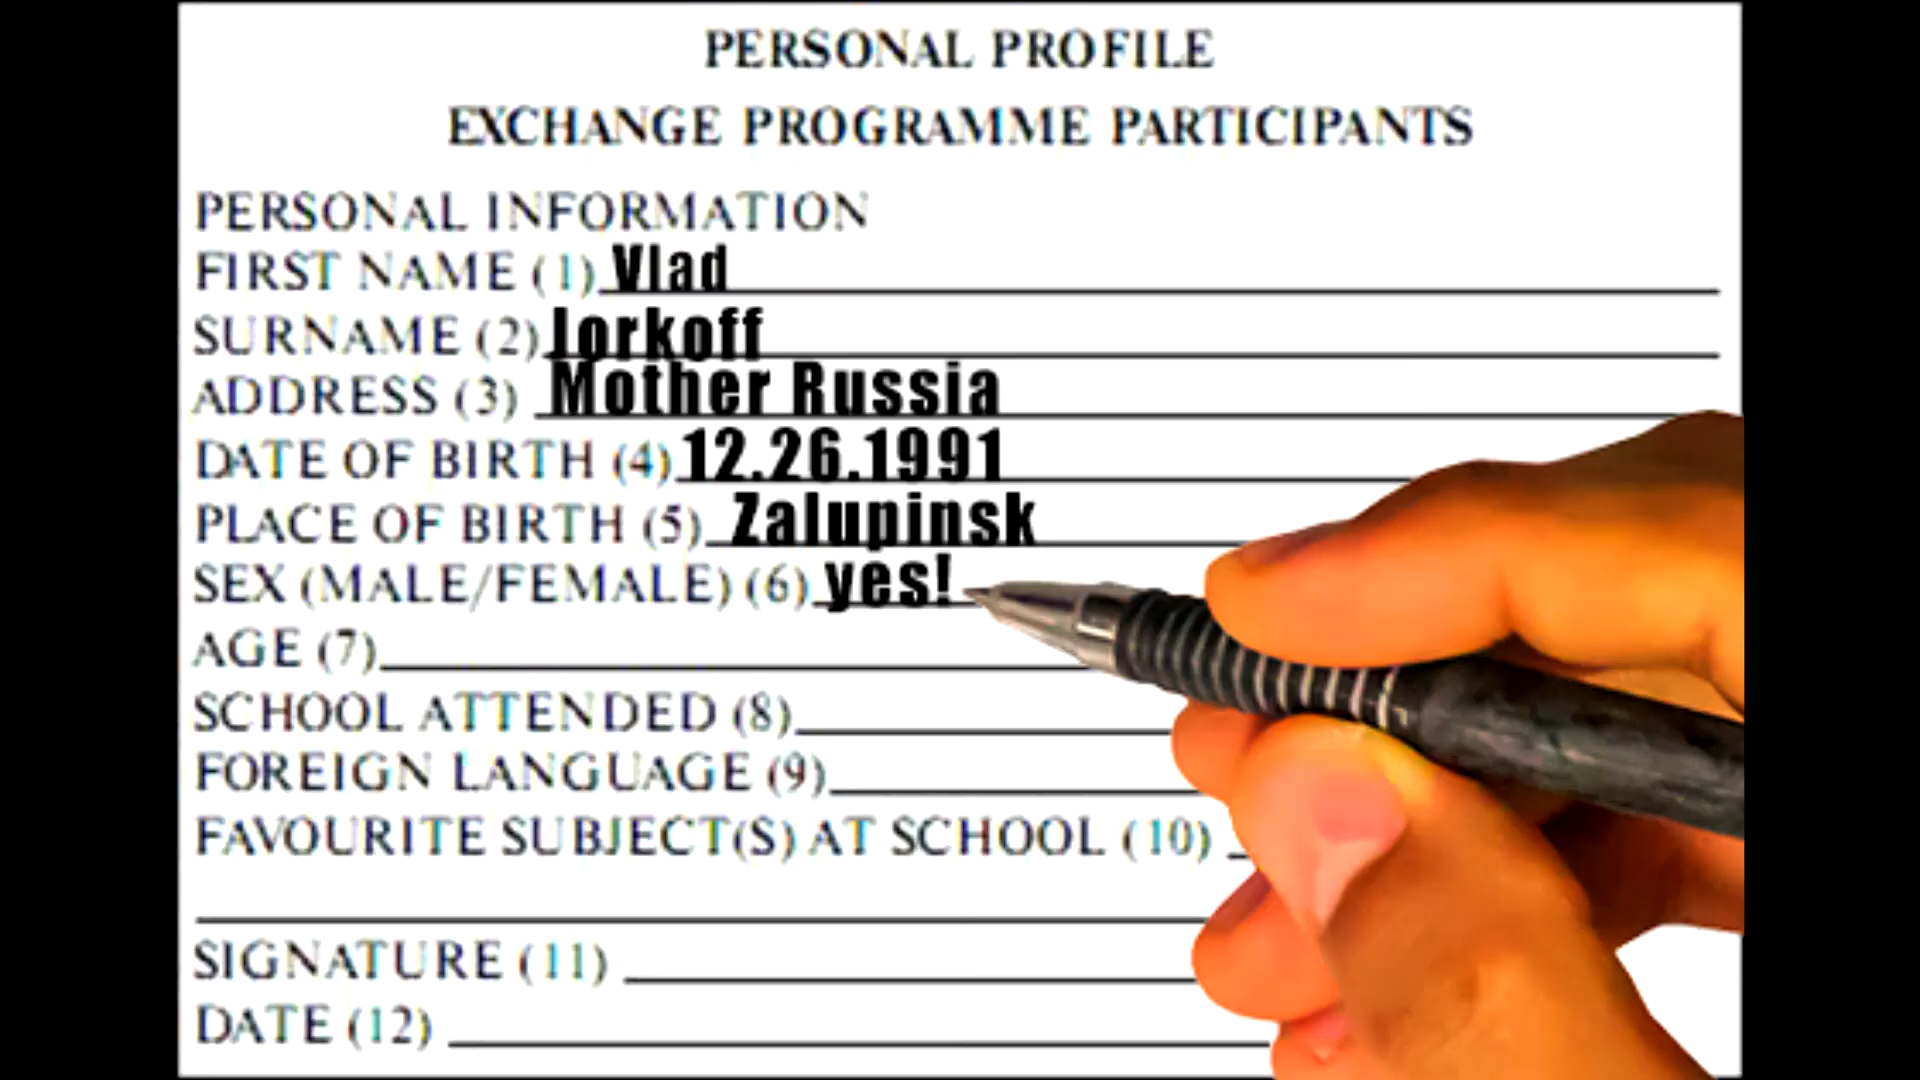 PERSONAL PROFILE
EXCHANGE PROGRAMME PARTICIPANTS
PERSONAL INFORMATION
FIRST NAME (1) Vlad
SURNAME (2) Jorkoff
ADDRESS (3) Mother Russia
DATE OF BIRTH (4) 12.26.1991
PLACE OF BIRTH (5) Zalupinsk
SEX (MALE/FEMALE) (6) yes!
AGE (7)
SCHOOL ATTENDED (8)
FOREIGN LANGUAGE (9)
FAVOURITE SUBJECT(S) AT SCHOOL (10)
SIGNATURE (11)
DATE (12)